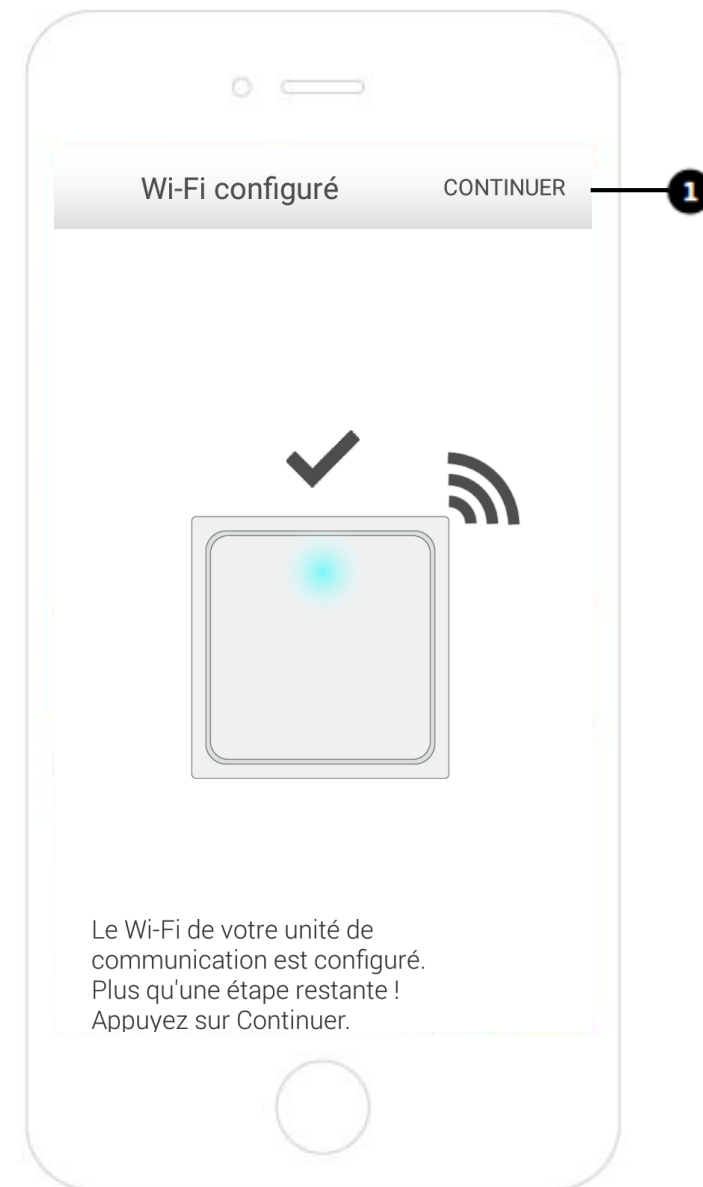 Wi-Fi configuré CONTINUER
1
Le Wi-Fi de votre unité de
communication est configuré.
Plus qu'une étape restante !
Appuyez sur Continuer.